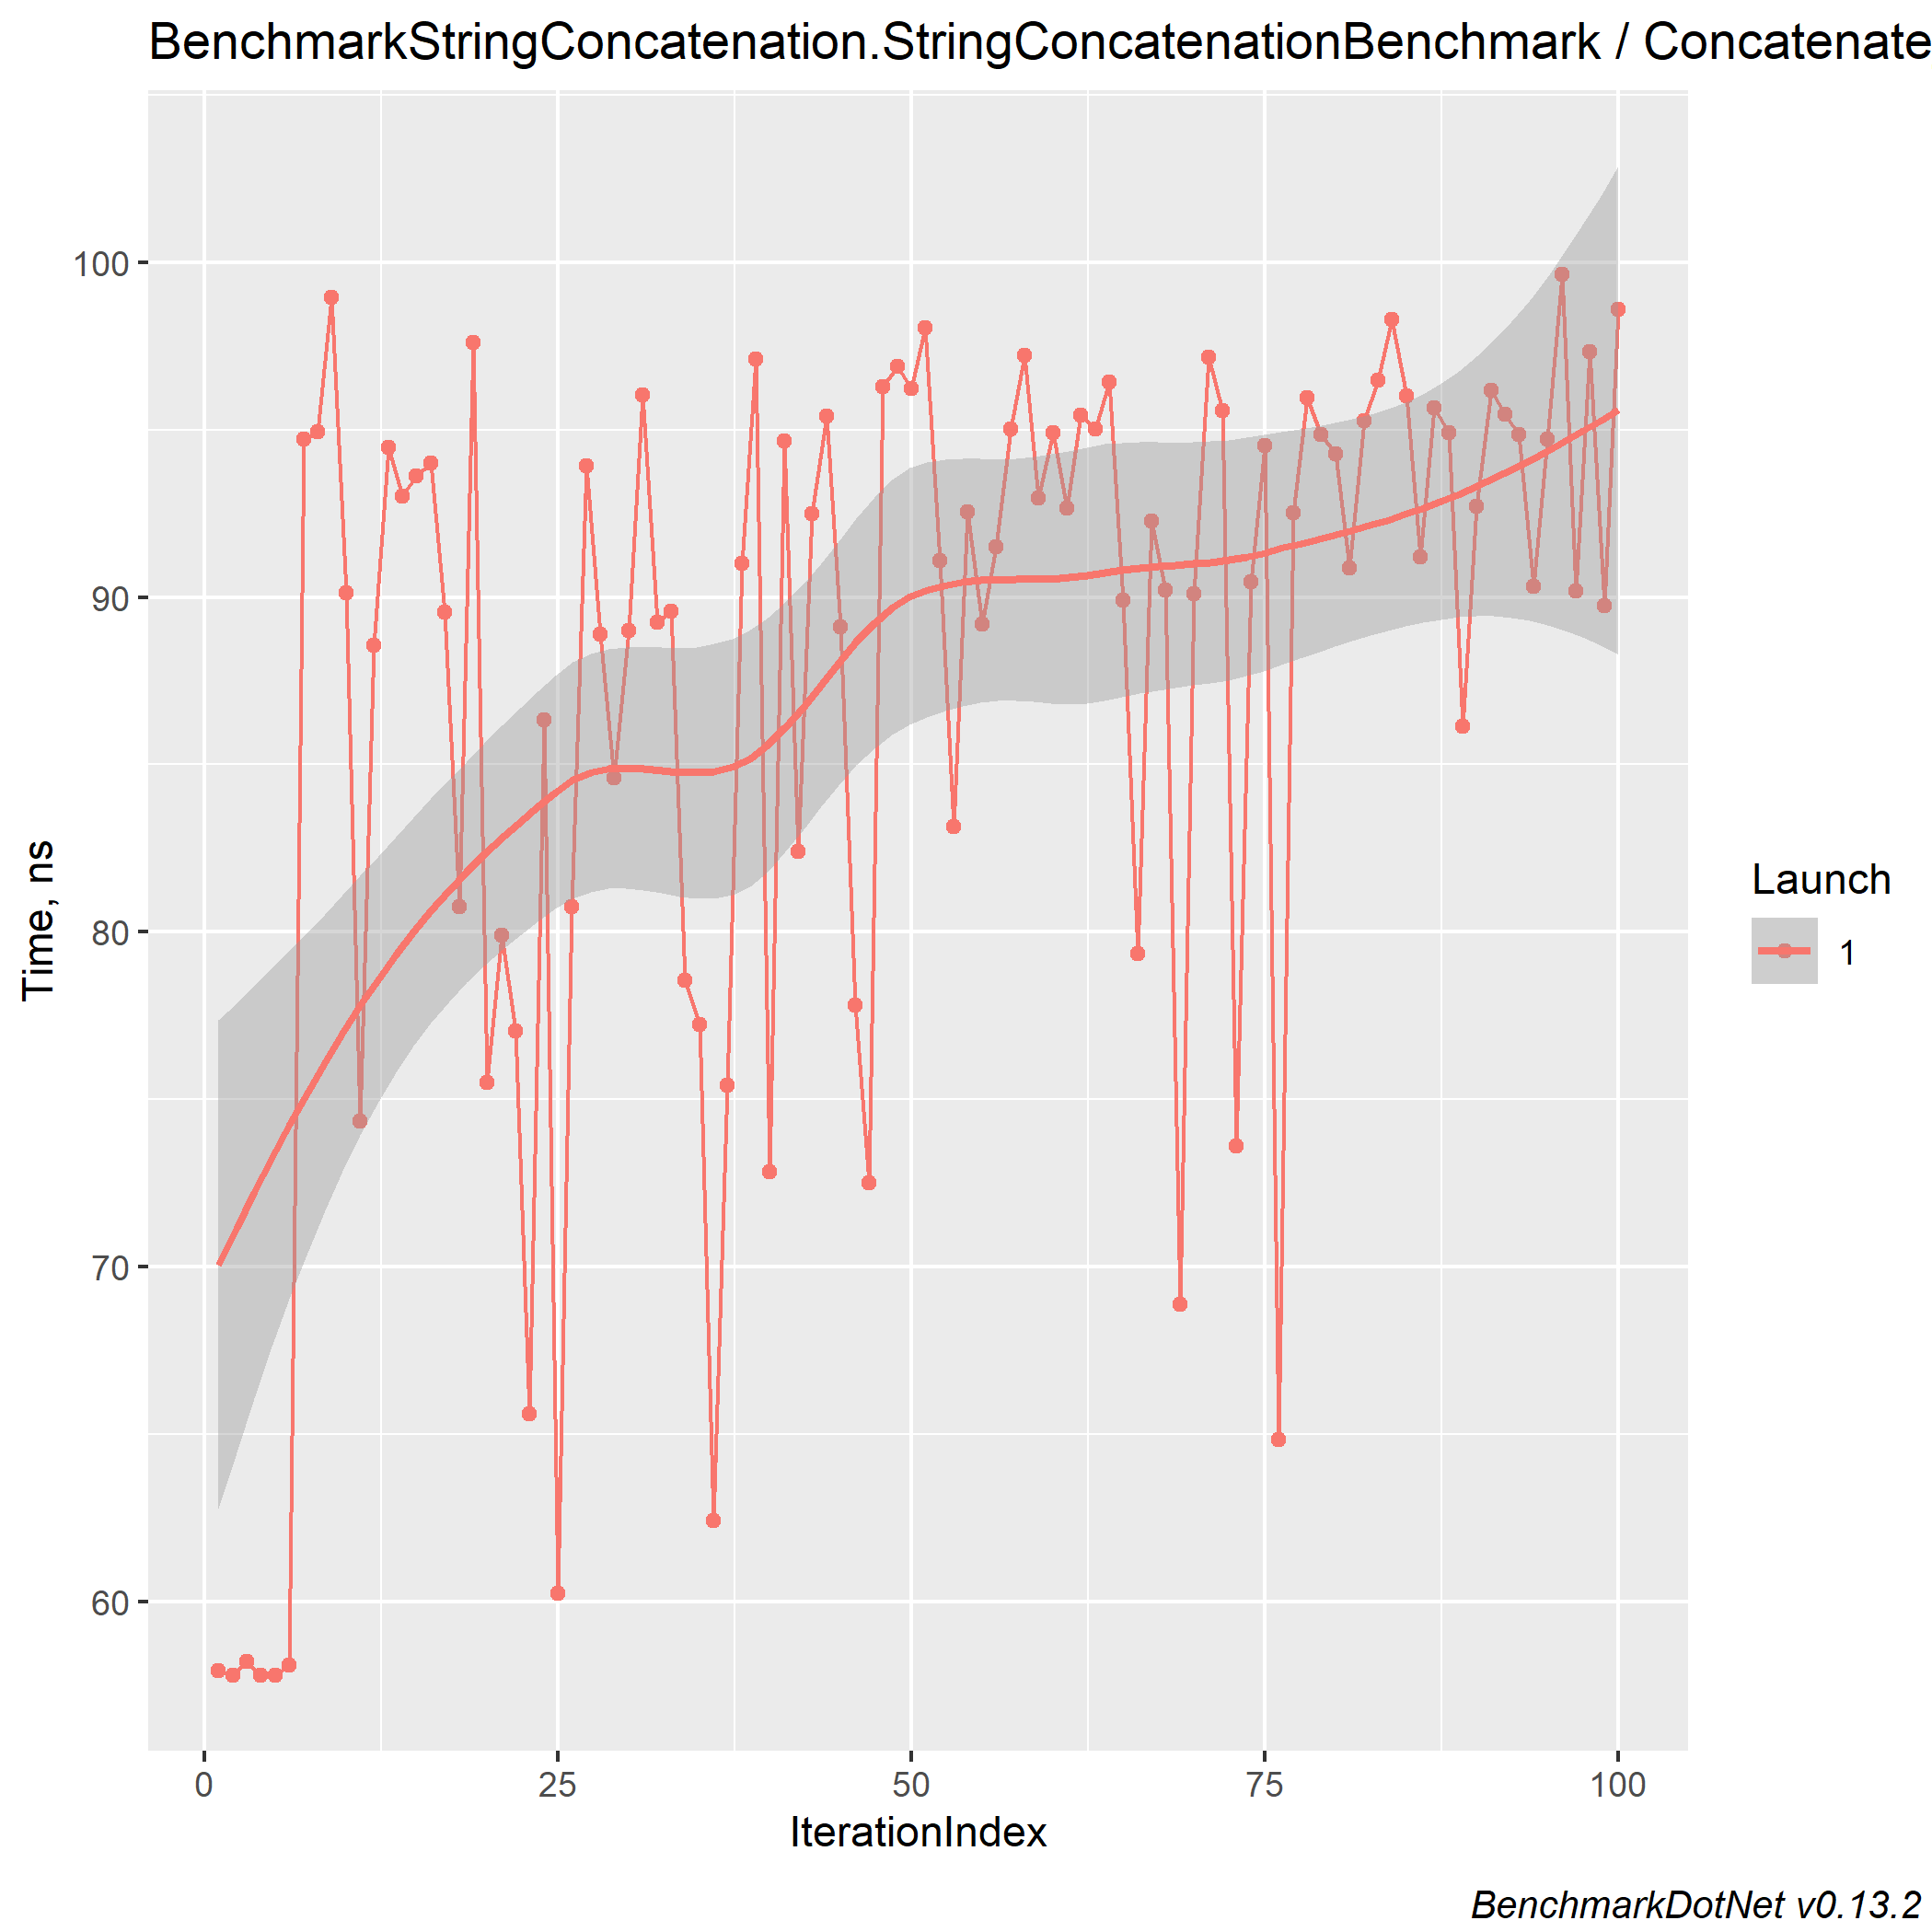 BenchmarkStringConcatenation.StringConcatenationBenchmark / Concatenate
100
90
80
70
60
Time, ns
0 25 50 75 100
IterationIndex
Launch
1
BenchmarkDotNet v0.13.2